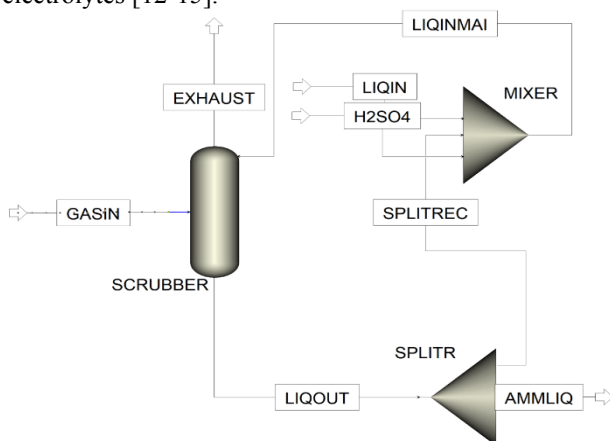 electrolytes [12-15].
LIQINMAI
LIQIN
MIXER
EXHAUST
H2SO4
GASIN
SPLITREC
SCRUBBER
SPLITR
LIQOUT
AMMLIQ